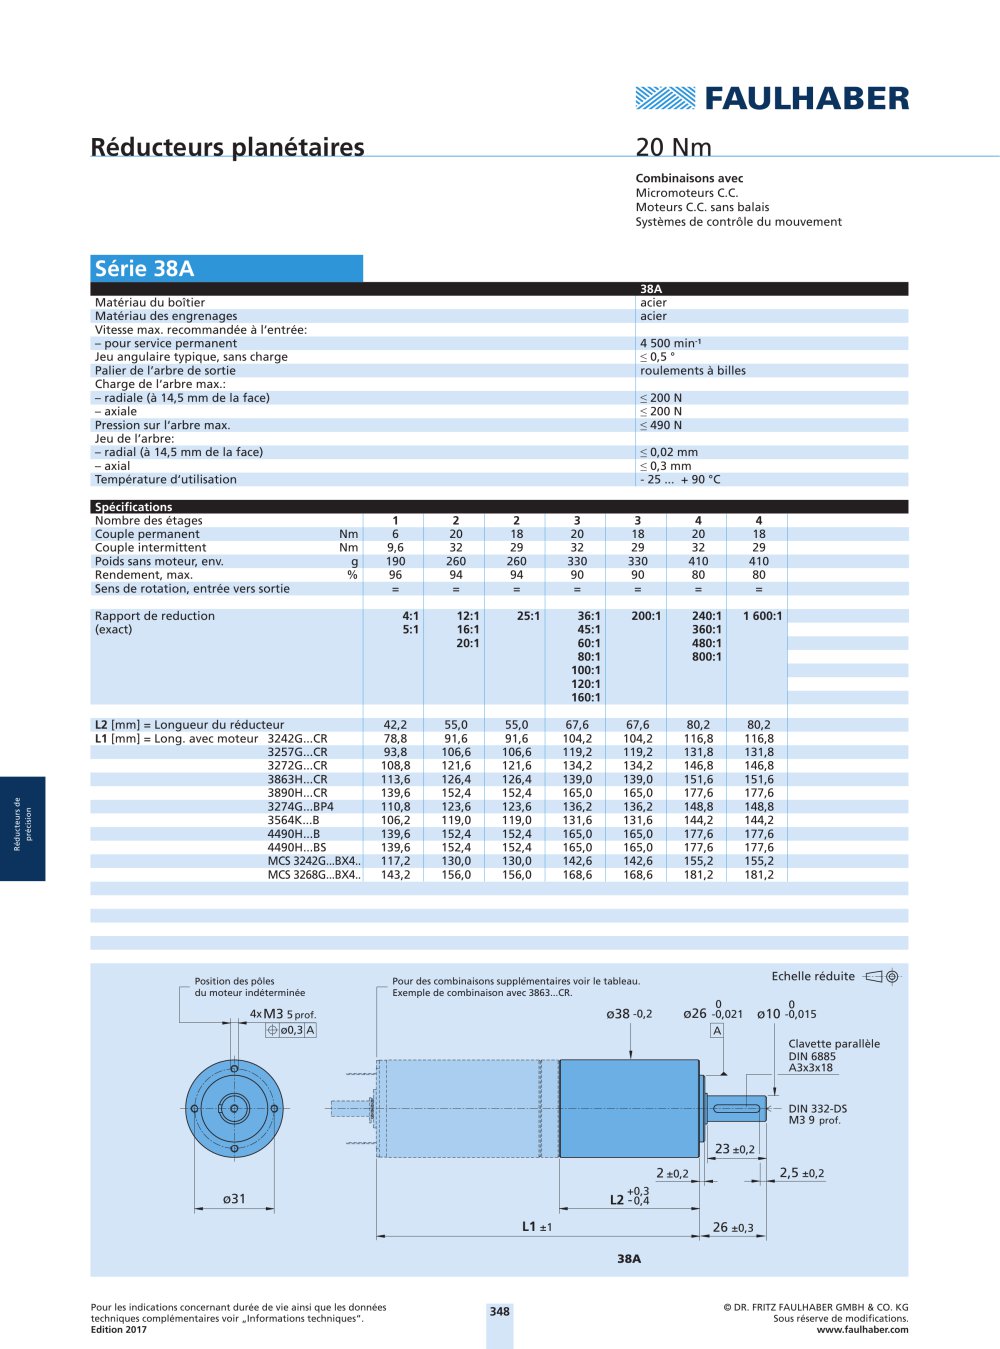 FAULHABER
Réducteurs planétaires
20 Nm
Combinaisons avec
Micromoteurs C.C.
Moteurs C.C. sans balais
Systèmes de contrôle du mouvement
Série 38A
38A
Matériau du boîtier acier
Matériau des engrenages acier
Vitesse max. recommandée à l’entrée:
– pour service permanent 4 500 min-¹
Jeu angulaire typique, sans charge ≤ 0,5 °
Palier de l’arbre de sortie roulements à billes
Charge de l’arbre max.:
– radiale (à 14,5 mm de la face) ≤ 200 N
– axiale ≤ 200 N
Pression sur l’arbre max. ≤ 490 N
Jeu de l’arbre:
– radial (à 14,5 mm de la face) ≤ 0,02 mm
– axial ≤ 0,3 mm
Température d’utilisation - 25 ... + 90 °C
Spécifications
Nombre des étages 1 2 2 3 3 4 4
Couple permanent Nm 6 20 18 20 18 20 18
Couple intermittent Nm 9,6 32 29 32 29 32 29
Poids sans moteur, env. g 190 260 260 330 330 410 410
Rendement, max. % 96 94 94 90 90 80 80
Sens de rotation, entrée vers sortie = = = = = = =
Rapport de reduction 4:1 12:1 25:1 36:1 200:1 240:1 1 600:1
(exact) 5:1 16:1 45:1 360:1
20:1 60:1 480:1
80:1 800:1
100:1
120:1
160:1
L2 [mm] = Longueur du réducteur 42,2 55,0 55,0 67,6 67,6 80,2 80,2
L1 [mm] = Long. avec moteur 3242G...CR 78,8 91,6 91,6 104,2 104,2 116,8 116,8
3257G...CR 93,8 106,6 106,6 119,2 119,2 131,8 131,8
3272G...CR 108,8 121,6 121,6 134,2 134,2 146,8 146,8
3863H...CR 113,6 126,4 126,4 139,0 139,0 151,6 151,6
3890H...CR 139,6 152,4 152,4 165,0 165,0 177,6 177,6
3274G...BP4 110,8 123,6 123,6 136,2 136,2 148,8 148,8
3564K...B 106,2 119,0 119,0 131,6 131,6 144,2 144,2
4490H...B 139,6 152,4 152,4 165,0 165,0 177,6 177,6
4490H...BS 139,6 152,4 152,4 165,0 165,0 177,6 177,6
MCS 3242G...BX4.. 117,2 130,0 130,0 142,6 142,6 155,2 155,2
MCS 3268G...BX4.. 143,2 156,0 156,0 168,6 168,6 181,2 181,2
Réducteurs de
précision
Echelle réduite
Position des pôles
du moteur indéterminée
Pour des combinaisons supplémentaires voir le tableau.
Exemple de combinaison avec 3863...CR.
4x M3 5 prof.
ø0,3 A
ø38 -0,2
ø26 0 -0,021
ø10 0 -0,015
A
Clavette parallèle
DIN 6885
A3x3x18
DIN 332-DS
M3 9 prof.
23 ±0,2
2 ±0,2
2,5 ±0,2
ø31
L2 +0,3 -0,4
L1 ±1
26 ±0,3
38A
Pour les indications concernant durée de vie ainsi que les données
techniques complémentaires voir „Informations techniques“.
Edition 2017
348
© DR. FRITZ FAULHABER GMBH & CO. KG
Sous réserve de modifications.
www.faulhaber.com